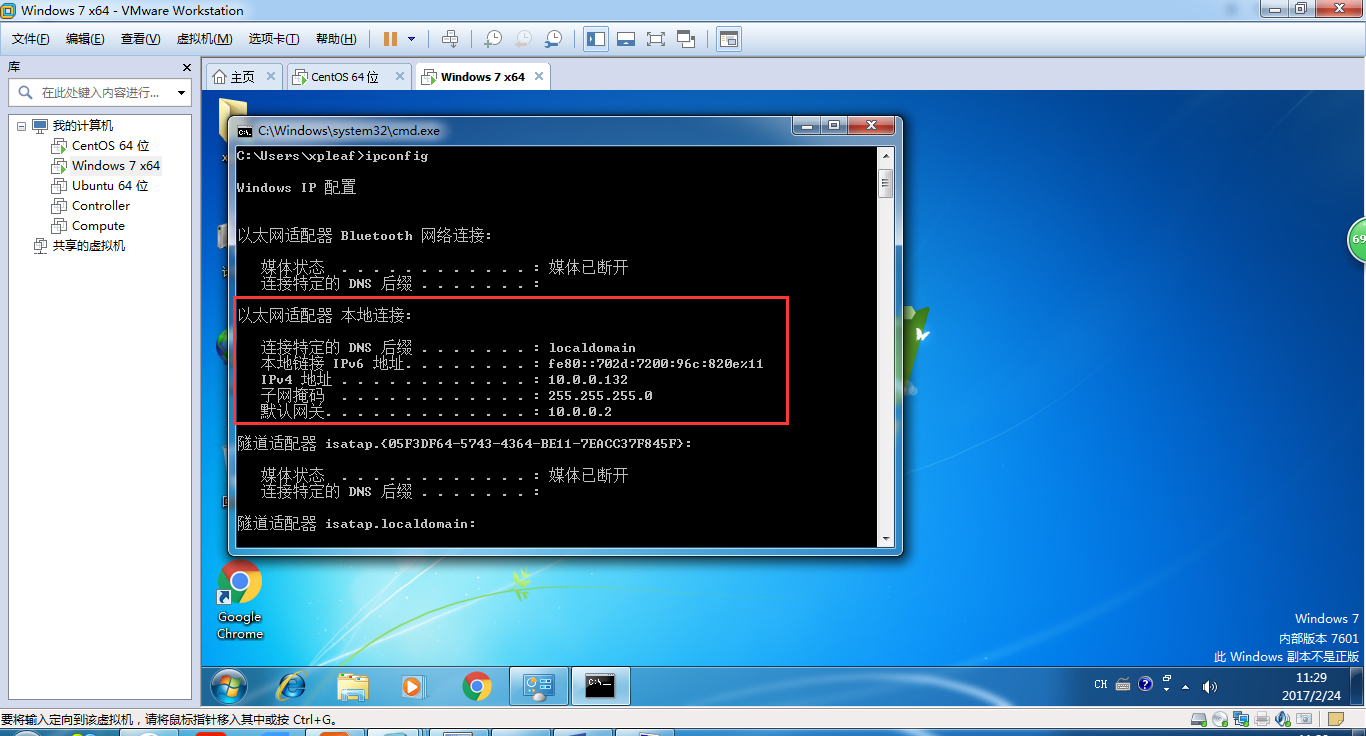 Windows 7 x64 - VMware Workstation
文件(F) 编辑(E) 查看(V) 虚拟机(M) 选项卡(T) 帮助(H)
库
在此处键入内容进行...
我的计算机
CentOS 64 位
Windows 7 x64
Ubuntu 64 位
Controller
Compute
共享的虚拟机
主页 CentOS 64 位 Windows 7 x64
C:\Windows\system32\cmd.exe
C:\Users\xpleaf>ipconfig
Windows IP 配置
以太网适配器 Bluetooth 网络连接:
媒体状态 . . . . . . . . . . . . : 媒体已断开
连接特定的 DNS 后缀 . . . . . . . :
以太网适配器 本地连接:
连接特定的 DNS 后缀 . . . . . . . : localdomain
本地链接 IPv6 地址. . . . . . . . : fe80::702d:7200:96c:820e%11
IPv4 地址 . . . . . . . . . . . . : 10.0.0.132
子网掩码 . . . . . . . . . . . . : 255.255.255.0
默认网关. . . . . . . . . . . . . : 10.0.0.2
隧道适配器 isatap.{05F3DF64-5743-4364-BE11-7EACC37F845F}:
媒体状态 . . . . . . . . . . . . : 媒体已断开
连接特定的 DNS 后缀 . . . . . . . :
隧道适配器 isatap.localdomain:
69
Google
Chrome
Windows 7
内部版本 7601
此 Windows 副本不是正版
CH
11:29
2017/2/24
要将输入定向到该虚拟机，请将鼠标指针移入其中或按 Ctrl+G。